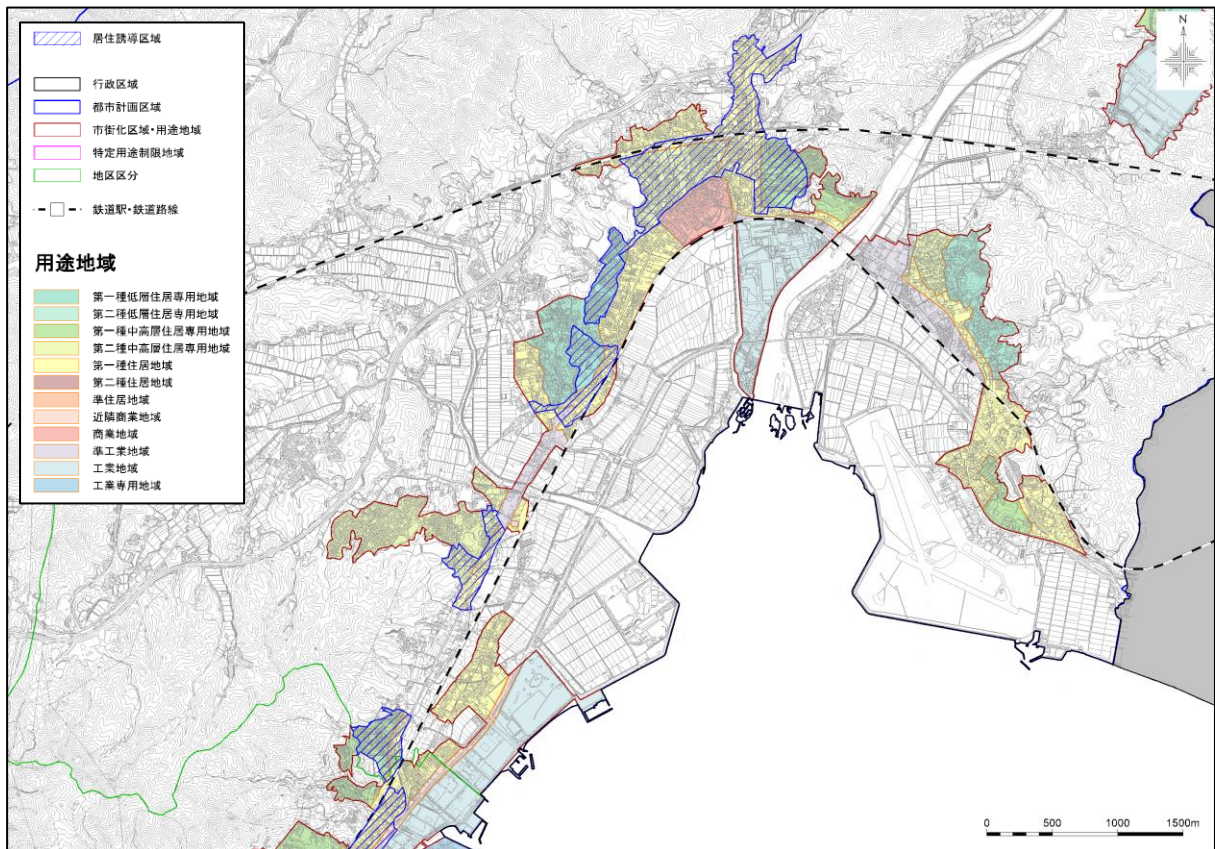 居住誘導区域
行政区域
都市計画区域
市街化区域・用途地域
特定用途制限地域
地区区分
鉄道駅・鉄道路線
用途地域
第一種低層住居専用地域
第二種低層住居専用地域
第一種中高層住居専用地域
第二種中高層住居専用地域
第一種住居地域
第二種住居地域
準住居地域
近隣商業地域
商業地域
準工業地域
工業地域
工業専用地域
N
0 500 1000 1500m